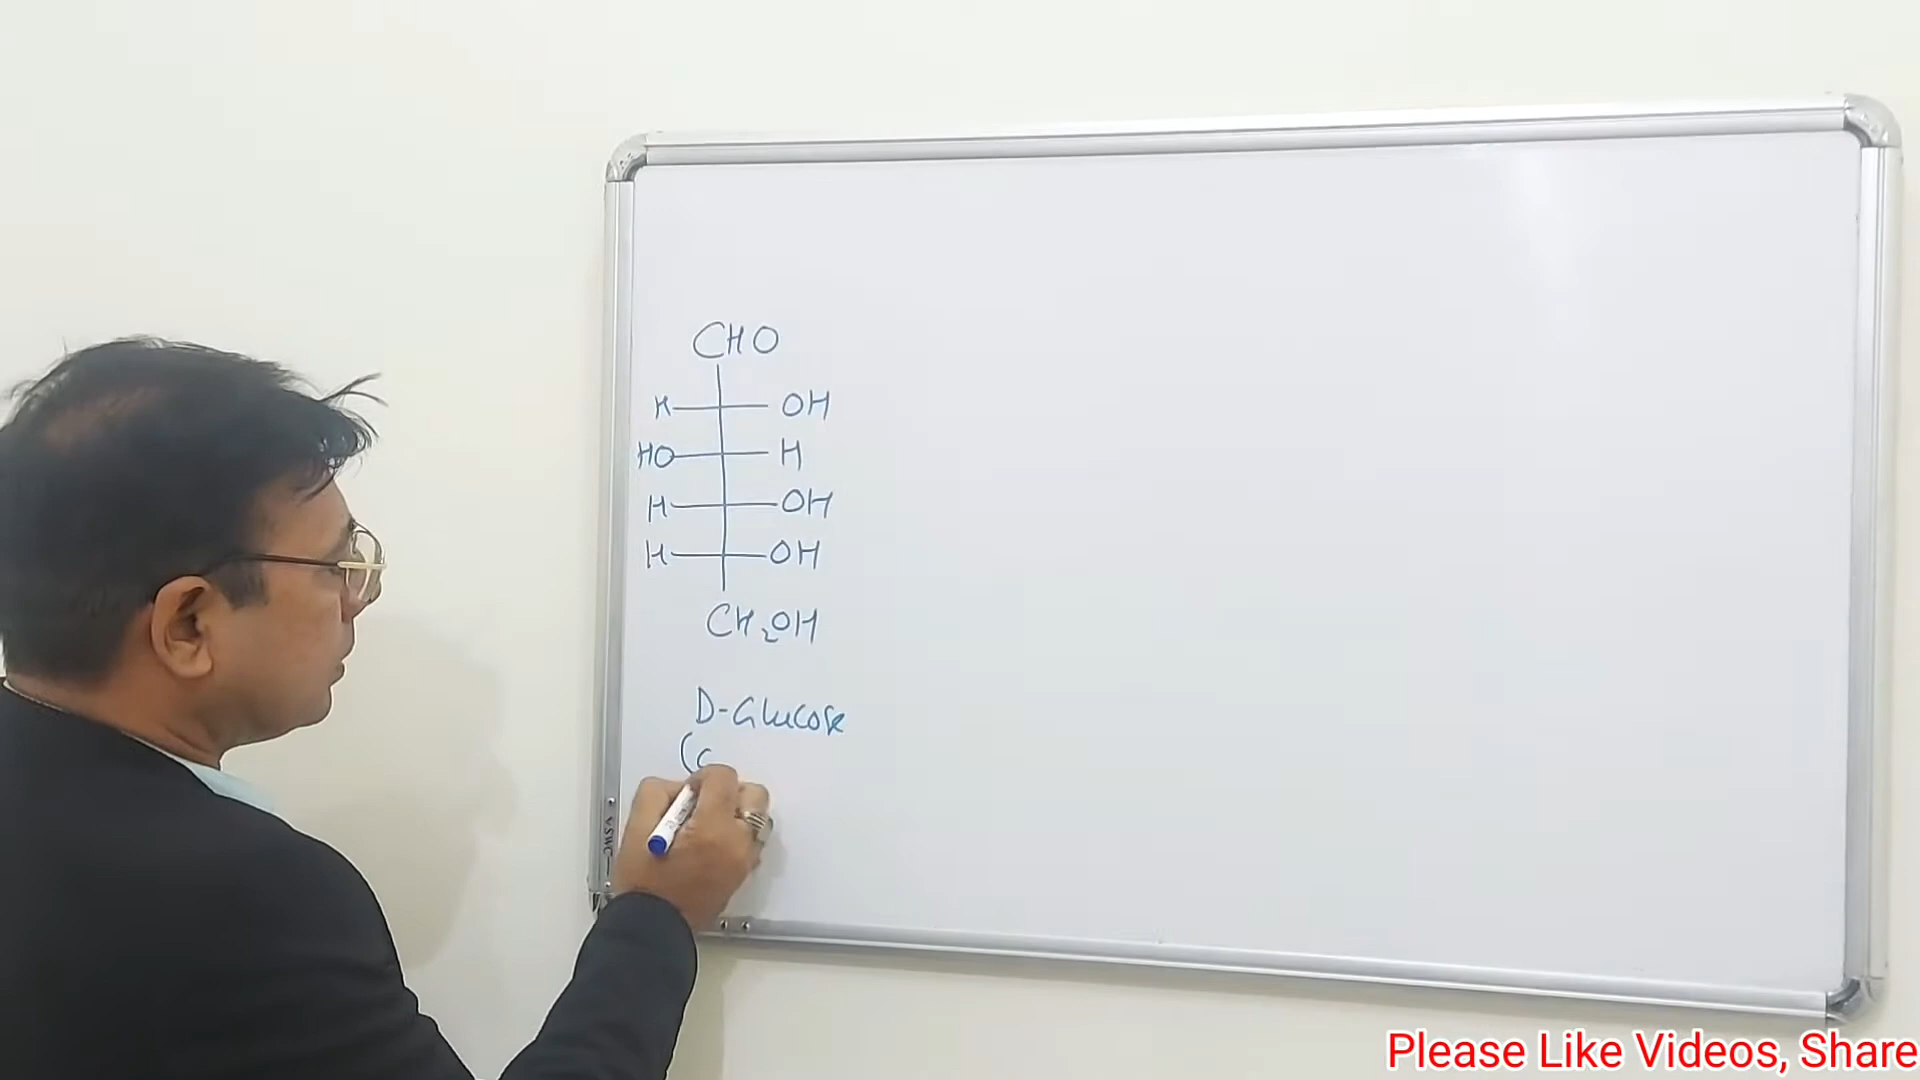 CHO
H OH
HO H
H OH
H OH
CH₂OH
D-Glucose
(c
Please Like Videos, Share